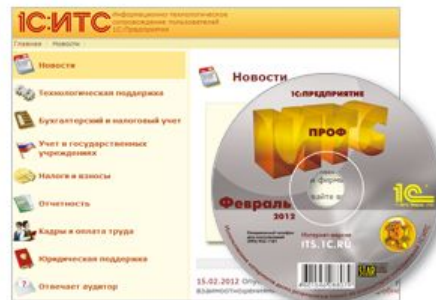 1С:ИТС
Информационно-технологическое
сопровождение пользователей
1С:Предприятия
Главная Новости
Новости
Технологическая поддержка
Бухгалтерский и налоговый учет
Учет в государственных
учреждениях
Налоги и взносы
Отчетность
Кадры и оплата труда
Юридическая поддержка
Отвечает аудитор
Новости
15.02.2012
1С:ПРЕДПРИЯТИЕ
ПРОФ
ИТС
Февраль
2012
1С
Интернет-версия
ITS.1C.RU